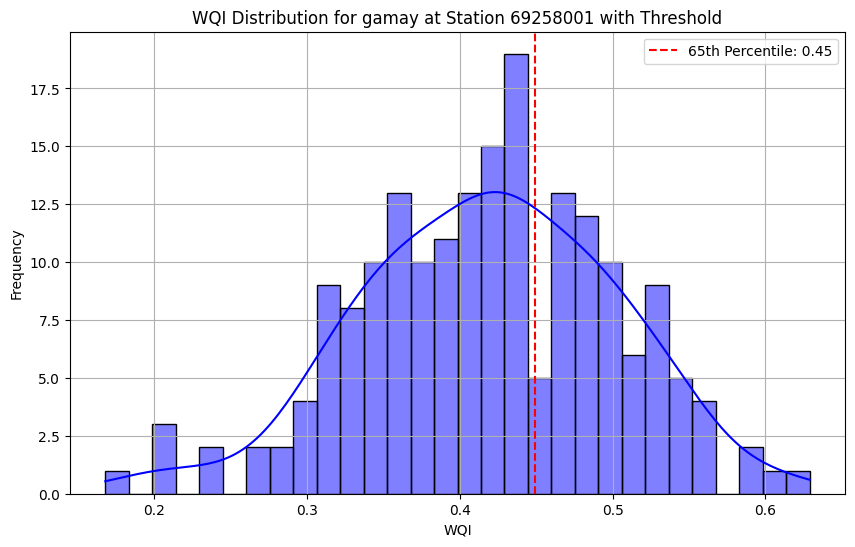 WQI Distribution for gamay at Station 69258001 with Threshold
65th Percentile: 0.45
Frequency
17.5
15.0
12.5
10.0
7.5
5.0
2.5
0.0
0.2 0.3 0.4 0.5 0.6
WQI